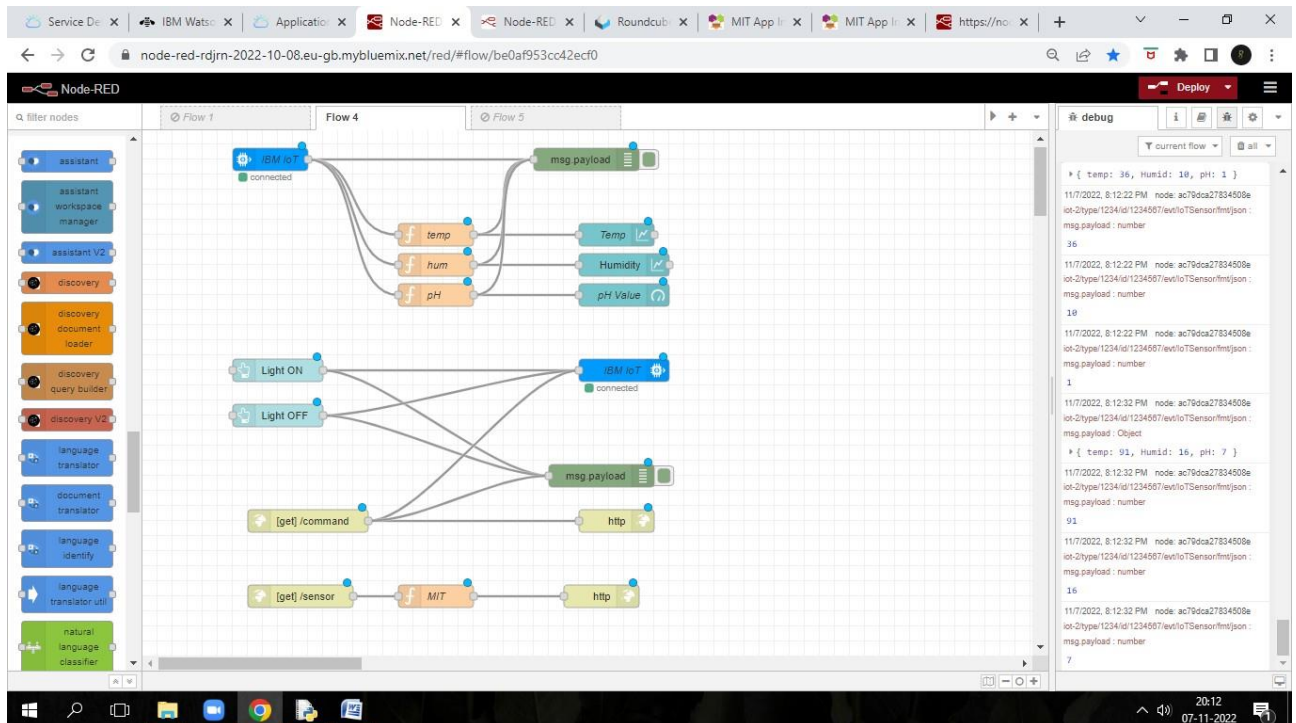 Service De
IBM Watso
Application
Node-RED
Node-RED
Roundcub
MIT App In
MIT App In
https://no
node-red-rdjrn-2022-10-08.eu-gb.mybluemix.net/red/#flow/be0af953cc42ecf0
Node-RED
Deploy
filter nodes
Flow 1
Flow 4
Flow 5
debug
current flow
all
assistant
assistant
workspace
manager
assistant V2
discovery
discovery
document
loader
discovery
query builder
discovery V2
language
translator
document
translator
language
identify
language
translator util
natural
language
classifier
IBM IoT
connected
msg.payload
temp
Temp
hum
Humidity
pH
pH Value
Light ON
IBM IoT
connected
Light OFF
msg.payload
[get] /command
http
[get] /sensor
MIT
http
{ temp: 36, Humid: 10, pH: 1 }
11/7/2022, 8:12:22 PM node: ac79dca27834508e
iot-2/type/1234/id/1234567/evt/IoTSensor/fmt/json :
msg.payload : number
36
11/7/2022, 8:12:22 PM node: ac79dca27834508e
iot-2/type/1234/id/1234567/evt/IoTSensor/fmt/json :
msg.payload : number
10
11/7/2022, 8:12:22 PM node: ac79dca27834508e
iot-2/type/1234/id/1234567/evt/IoTSensor/fmt/json :
msg.payload : number
1
11/7/2022, 8:12:32 PM node: ac79dca27834508e
iot-2/type/1234/id/1234567/evt/IoTSensor/fmt/json :
msg.payload : Object
{ temp: 91, Humid: 16, pH: 7 }
11/7/2022, 8:12:32 PM node: ac79dca27834508e
iot-2/type/1234/id/1234567/evt/IoTSensor/fmt/json :
msg.payload : number
91
11/7/2022, 8:12:32 PM node: ac79dca27834508e
iot-2/type/1234/id/1234567/evt/IoTSensor/fmt/json :
msg.payload : number
16
11/7/2022, 8:12:32 PM node: ac79dca27834508e
iot-2/type/1234/id/1234567/evt/IoTSensor/fmt/json :
msg.payload : number
7
20:12
07-11-2022